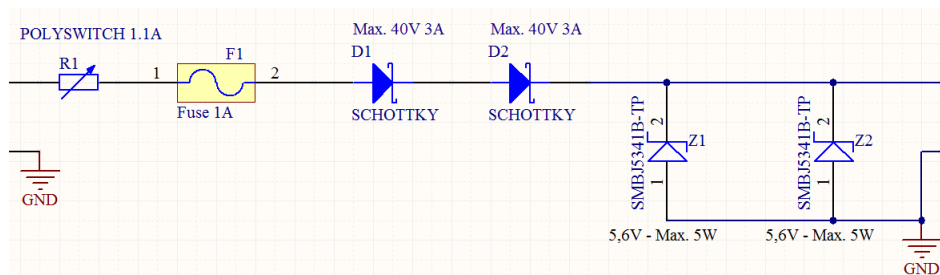 POLYSWITCH 1.1A
R1
1
F1
2
Fuse 1A
Max. 40V 3A
D1
SCHOTTKY
Max. 40V 3A
D2
SCHOTTKY
GND
SMBJ5341B-TP
2
Z1
1
5,6V - Max. 5W
SMBJ5341B-TP
2
Z2
1
5,6V - Max. 5W
GND